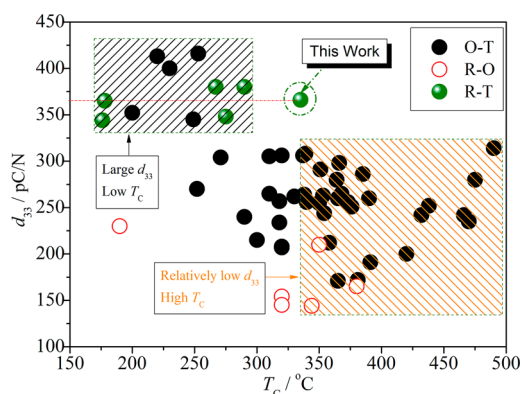 450
400
350
300
250
200
150
100
d33 / pC/N
This Work
O-T
R-O
R-T
Large d33
Low TC
Relatively low d33
High TC
150 200 250 300 350 400 450 500
TC / °C